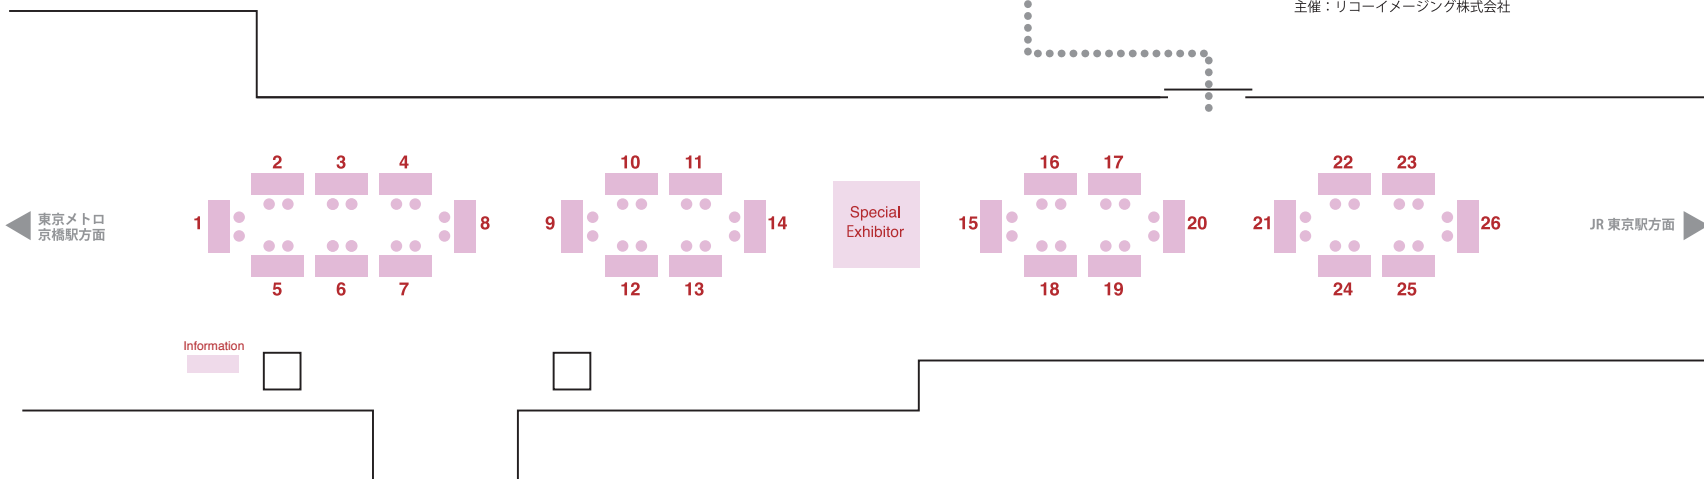 主催：リコーイメージング株式会社
2 3 4 10 11 16 17 22 23
東京メトロ
京橋駅方面
1 8 9 14 15 20 21 26
Special
Exhibitor
JR 東京駅方面
5 6 7 12 13 18 19 24 25
Information